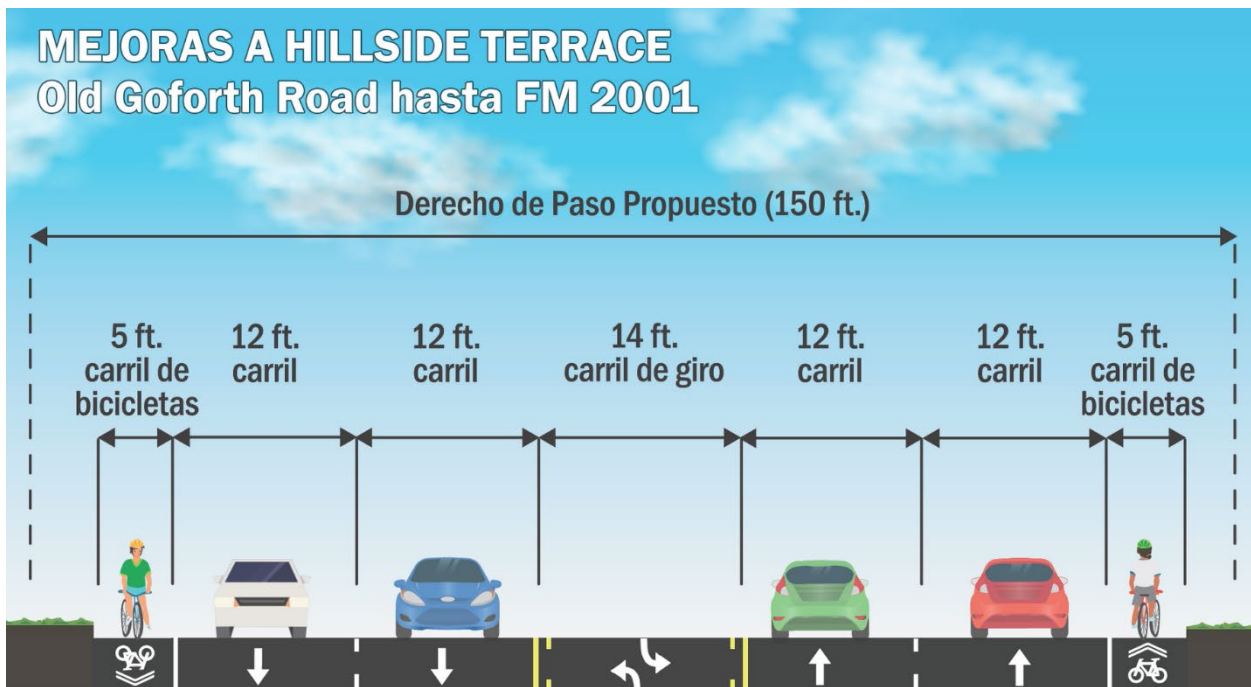 MEJORAS A HILLSIDE TERRACE
Old Goforth Road hasta FM 2001
Derecho de Paso Propuesto (150 ft.)
5 ft.
carril de
bicicletas
12 ft.
carril
12 ft.
carril
14 ft.
carril de giro
12 ft.
carril
12 ft.
carril
5 ft.
carril de
bicicletas